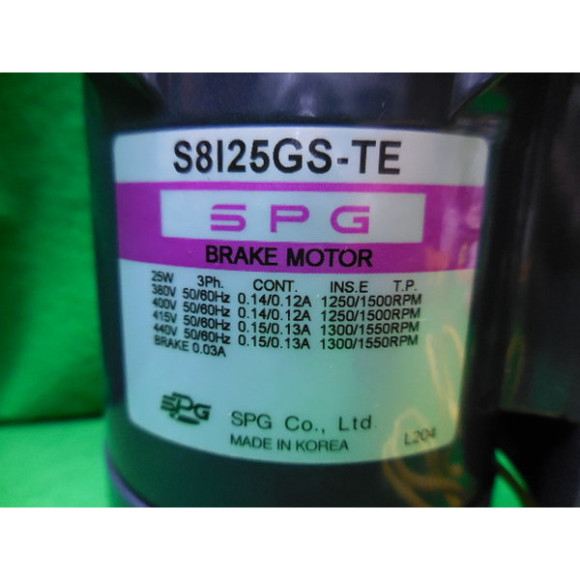 S8I25GS-TE
SPG
BRAKE MOTOR
25W 3Ph. CONT. INS.E T.P.
380V 50/60Hz 0.14/0.12A 1250/1500RPM
400V 50/60Hz 0.14/0.12A 1250/1500RPM
415V 50/60Hz 0.15/0.13A 1300/1550RPM
440V 50/60Hz 0.15/0.13A 1300/1550RPM
BRAKE 0.03A
SPG SPG Co., Ltd.
MADE IN KOREA L204